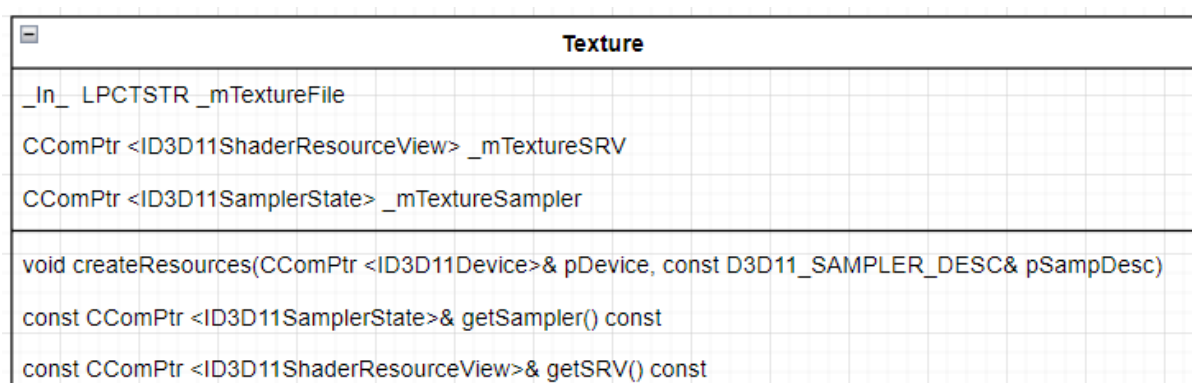 Texture
_In_ LPCTSTR _mTextureFile
CComPtr <ID3D11ShaderResourceView> _mTextureSRV
CComPtr <ID3D11SamplerState> _mTextureSampler
void createResources(CComPtr <ID3D11Device>& pDevice, const D3D11_SAMPLER_DESC& pSampDesc)
const CComPtr <ID3D11SamplerState>& getSampler() const
const CComPtr <ID3D11ShaderResourceView>& getSRV() const